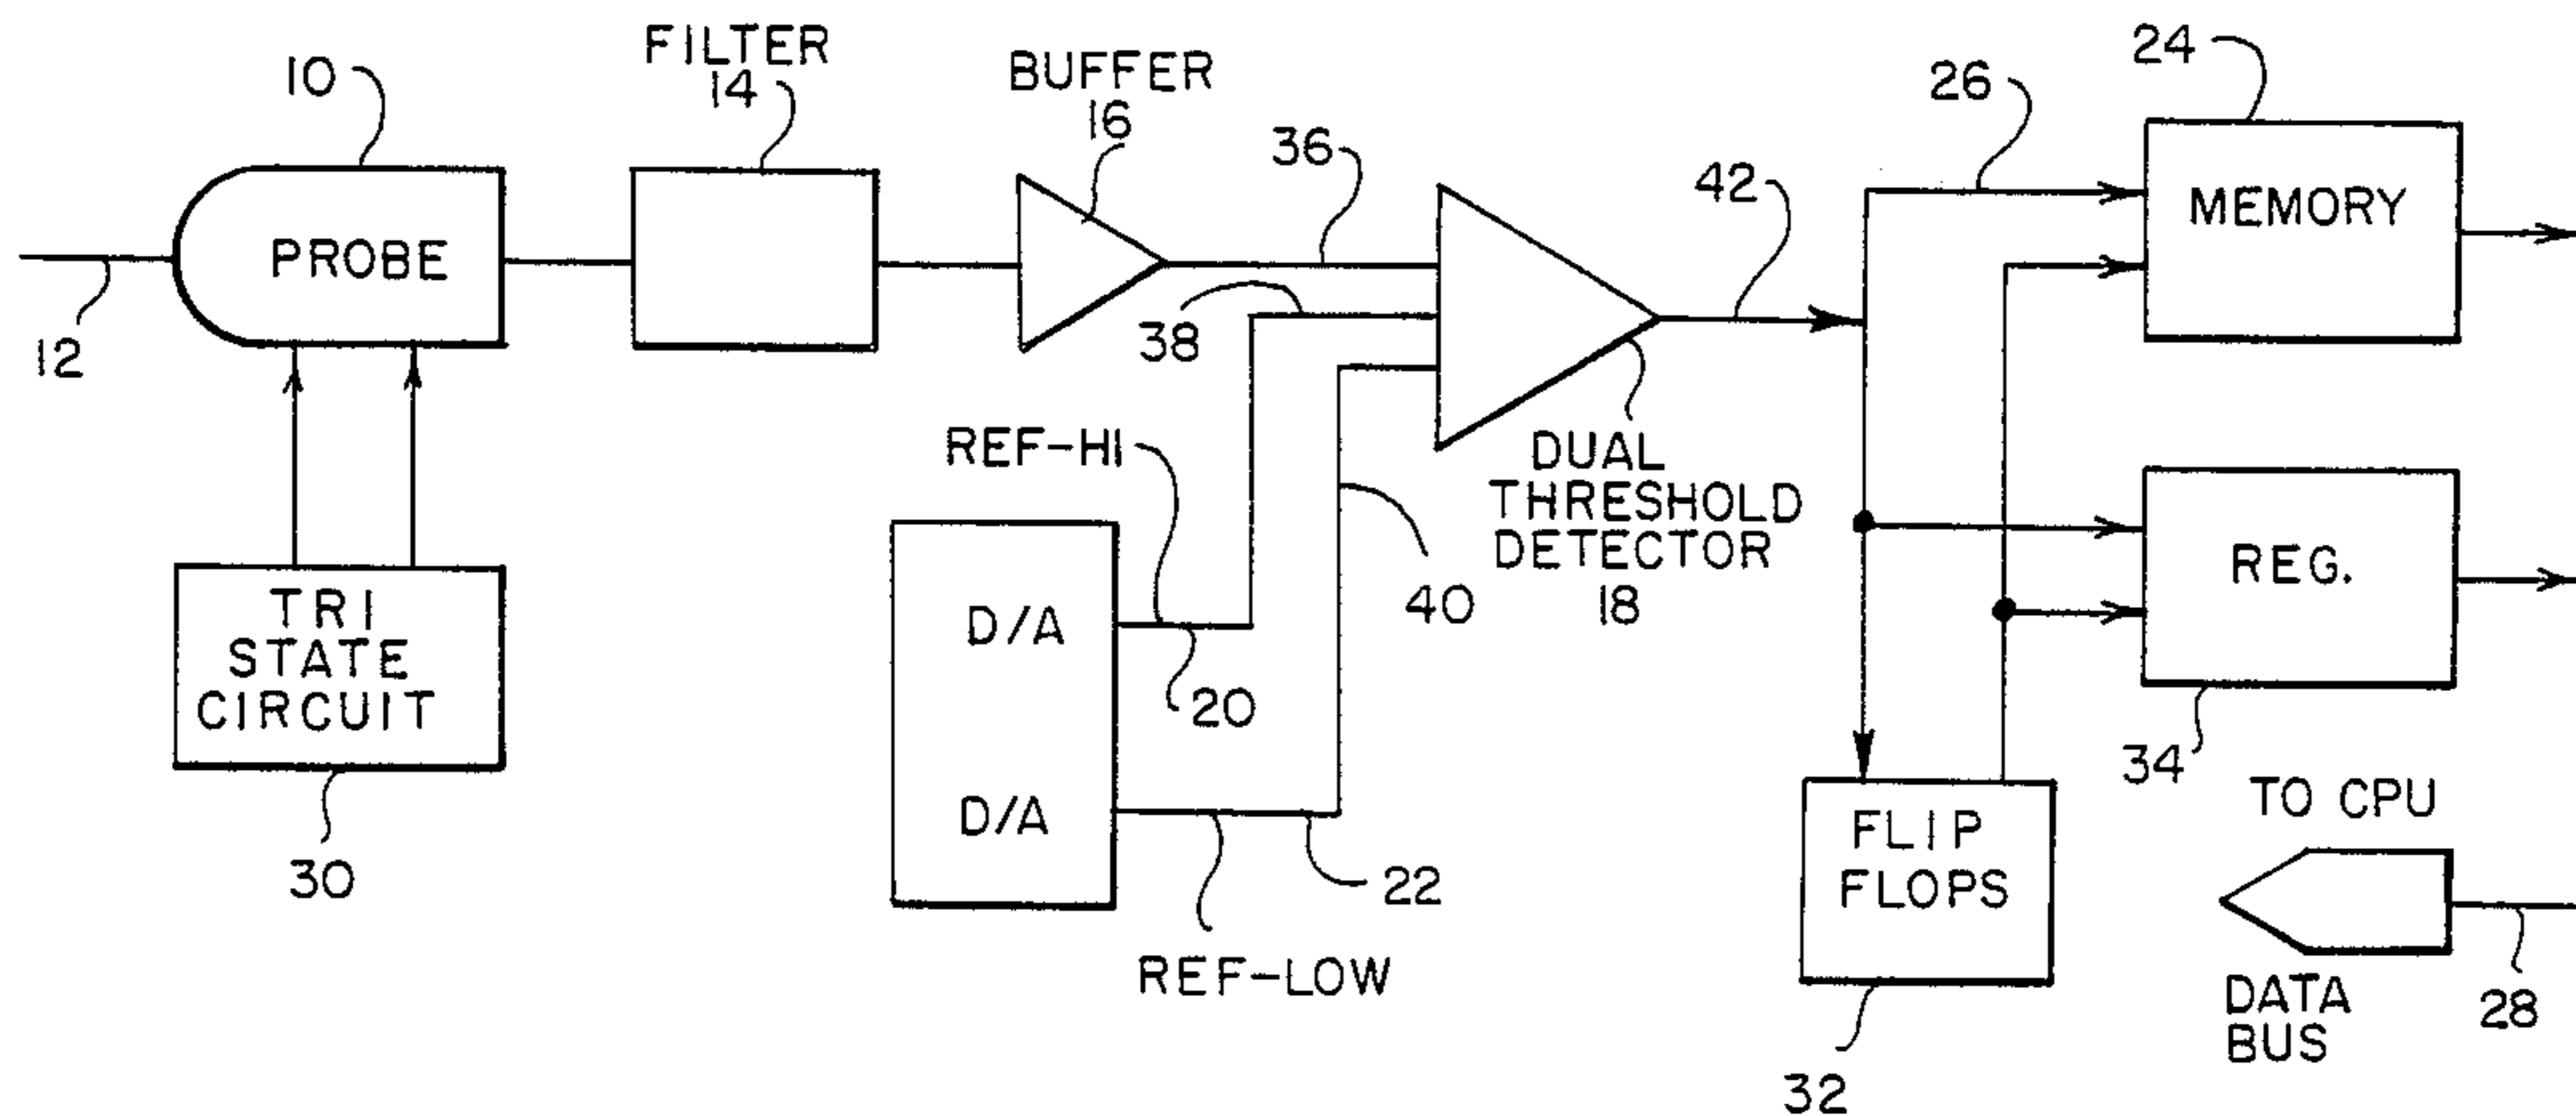 10
FILTER
14
BUFFER
16
36
38
42
26
24
MEMORY
PROBE
12
TRI
STATE
CIRCUIT
30
REF-HI
D/A
20
D/A
22
REF-LOW
40
DUAL
THRESHOLD
DETECTOR
18
REG.
34
FLIP
FLOPS
32
TO CPU
DATA
BUS
28